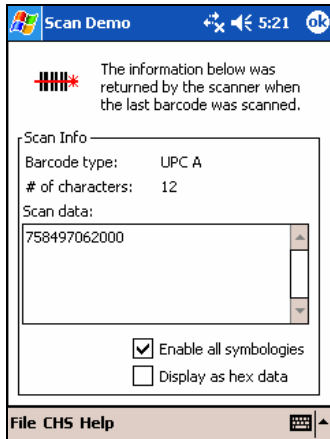 Scan Demo 5:21 ok
The information below was
returned by the scanner when
the last barcode was scanned.
Scan Info
Barcode type: UPC A
# of characters: 12
Scan data:
758497062000
Enable all symbologies
Display as hex data
File CHS Help